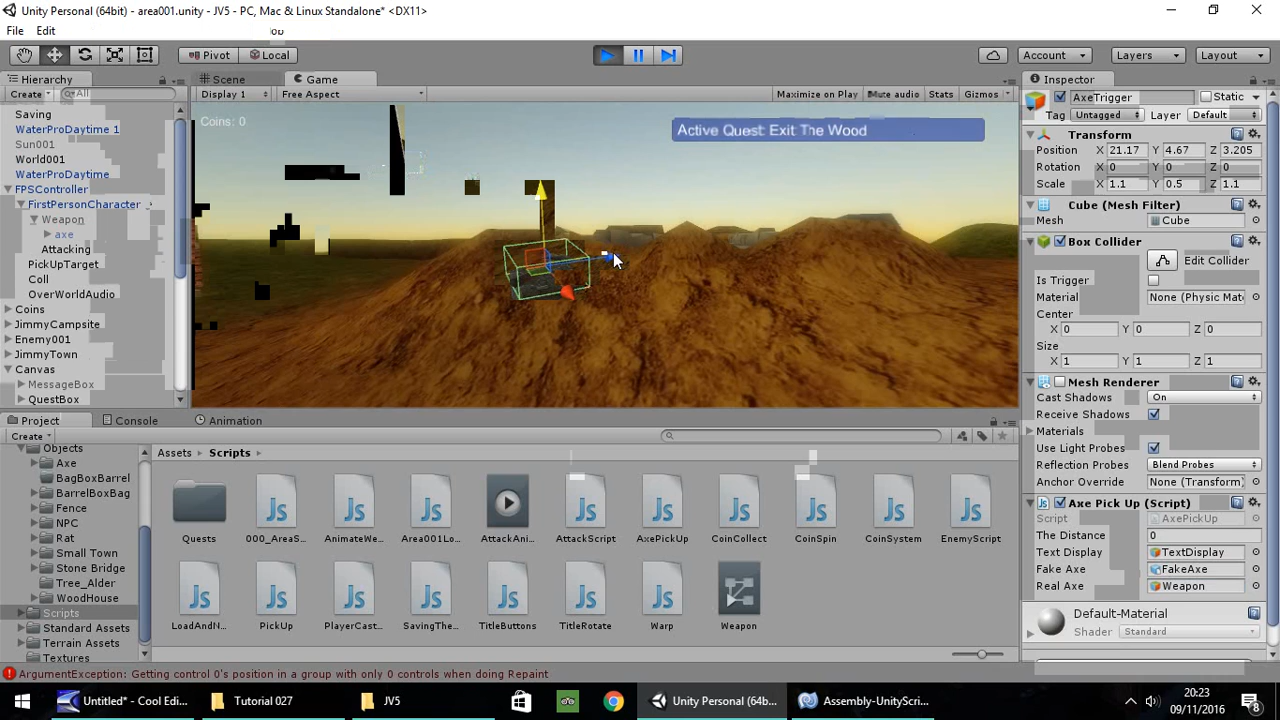 Unity Personal (64bit) - area001.unity - JV5 - PC, Mac & Linux Standalone* <DX11>
File Edit
Pivot Local Account Layers Layout
Hierarchy Scene Game Inspector
Create All Display 1 Free Aspect Maximize on Play Mute audio Stats Gizmos
AxeTrigger Static
Tag Untagged Layer Default
Saving
WaterProDaytime 1
Sun001
World001
WaterProDaytime
FPSController
FirstPersonCharacter
Weapon
axe
Attacking
PickUpTarget
Coll
OverWorldAudio
Coins
JimmyCampsite
Enemy001
JimmyTown
Canvas
MessageBox
QuestBox
Coins: 0
Active Quest: Exit The Wood
Transform
Position X 21.17 Y 4.67 Z 3.205
Rotation X 0 Y 0 Z 0
Scale X 1.1 Y 0.5 Z 1.1
Cube (Mesh Filter)
Mesh Cube
Box Collider
Edit Collider
Is Trigger
Material None (Physic Mat
Center
X 0 Y 0 Z 0
Size
X 1 Y 1 Z 1
Mesh Renderer
Cast Shadows On
Receive Shadows
Materials
Use Light Probes
Reflection Probes Blend Probes
Anchor Override None (Transform)
Axe Pick Up (Script)
Script AxePickUp
The Distance 0
Text Display TextDisplay
Fake Axe FakeAxe
Real Axe Weapon
Default-Material
Shader Standard
Project Console Animation
Create
Objects
Axe
BagBoxBarrel
BarrelBoxBag
Fence
NPC
Rat
Small Town
Stone Bridge
Tree_Alder
WoodHouse
Scripts
Standard Assets
Terrain Assets
Textures
Assets Scripts
Quests 000_AreaS... AnimateWe... Area001Lo... AttackAni... AttackScript AxePickUp CoinCollect CoinSpin CoinSystem EnemyScript
LoadAndN... PickUp PlayerCast... SavingThe... TitleButtons TitleRotate Warp Weapon
ArgumentException: Getting control 0's position in a group with only 0 controls when doing Repaint
Untitled* - Cool Edi... Tutorial 027 JV5 Unity Personal (64b... Assembly-UnityScri...
20:23
09/11/2016
8